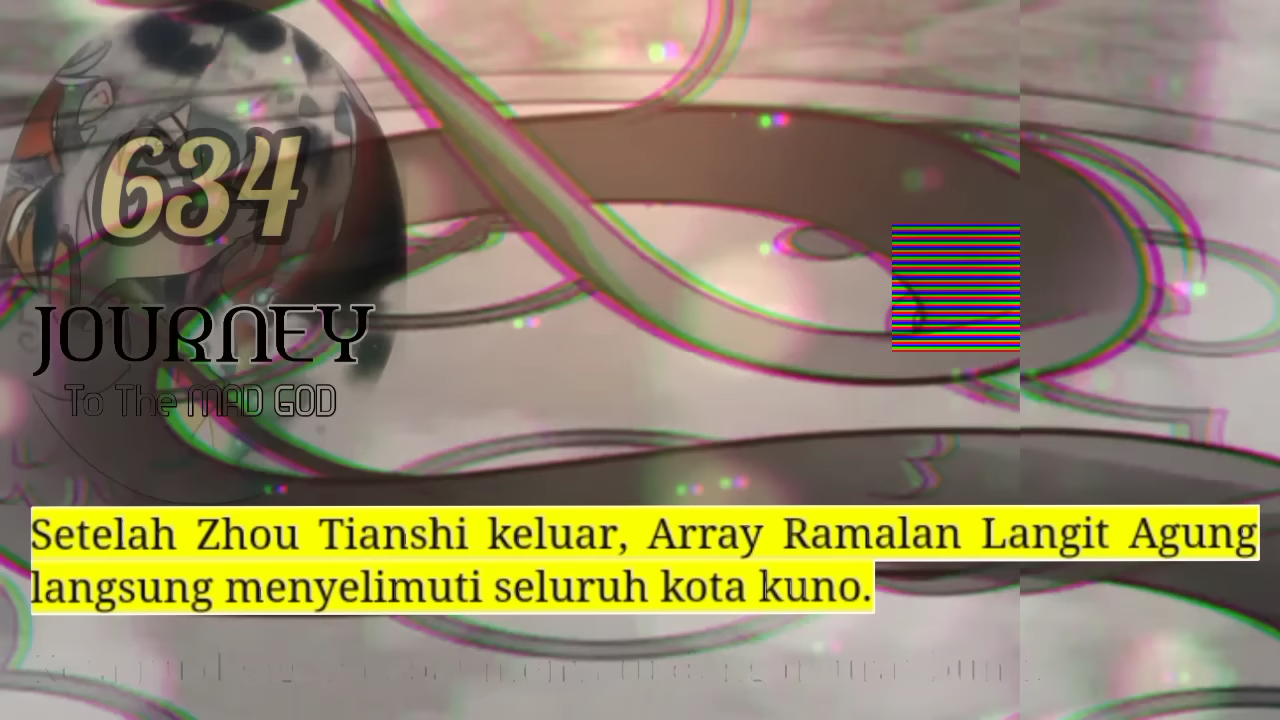 634
JOURNEY
To The MAD GOD
Setelah Zhou Tianshi keluar, Array Ramalan Langit Agung
langsung menyelimuti seluruh kota kuno.